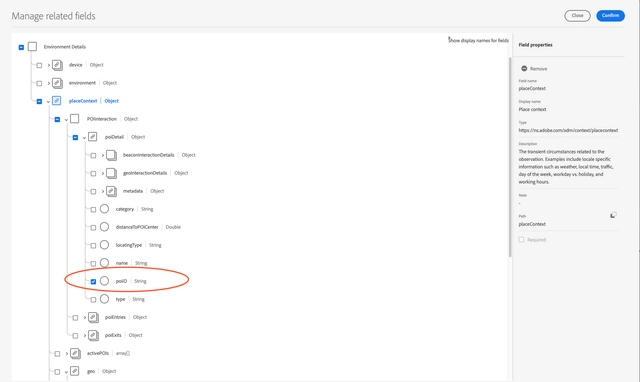 Manage related fields
Close
Confirm
Show display names for fields
Environment Details
device Object
environment Object
placeContext Object
POIinteraction Object
poiDetail Object
beaconInteractionDetails Object
geoInteractionDetails Object
metadata Object
category String
distanceToPOICenter Double
locatingType String
name String
poiID String
type String
poiEntries Object
poiExits Object
activePOIs array[]
geo Object
Field properties
Remove
Field name
placeContext
Display name
Place context
Type
https://ns.adobe.com/xdm/context/placecontext
Description
The transient circumstances related to the
observation. Examples include locale specific
information such as weather, local time, traffic,
day of the week, workday vs. holiday, and
working hours.
Note
-
Path
placeContext
Required